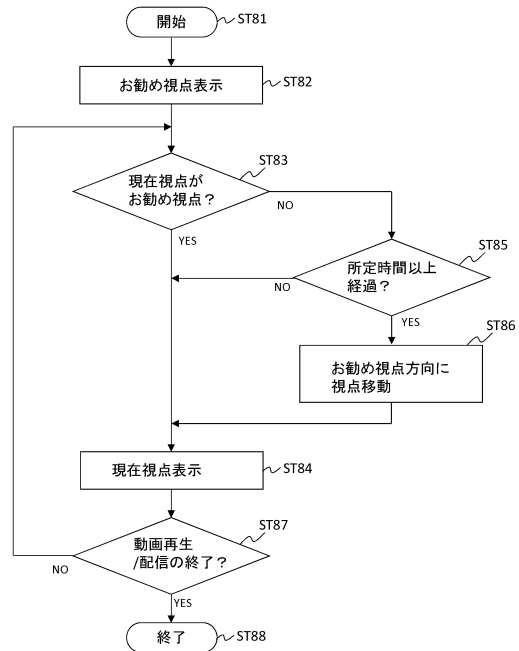 開始
ST81
お勧め視点表示
ST82
現在視点が
お勧め視点？
ST83
NO
YES
所定時間以上
経過？
ST85
NO
YES
お勧め視点方向に
視点移動
ST86
現在視点表示
ST84
動画再生
/配信の終了？
ST87
NO
YES
終了
ST88